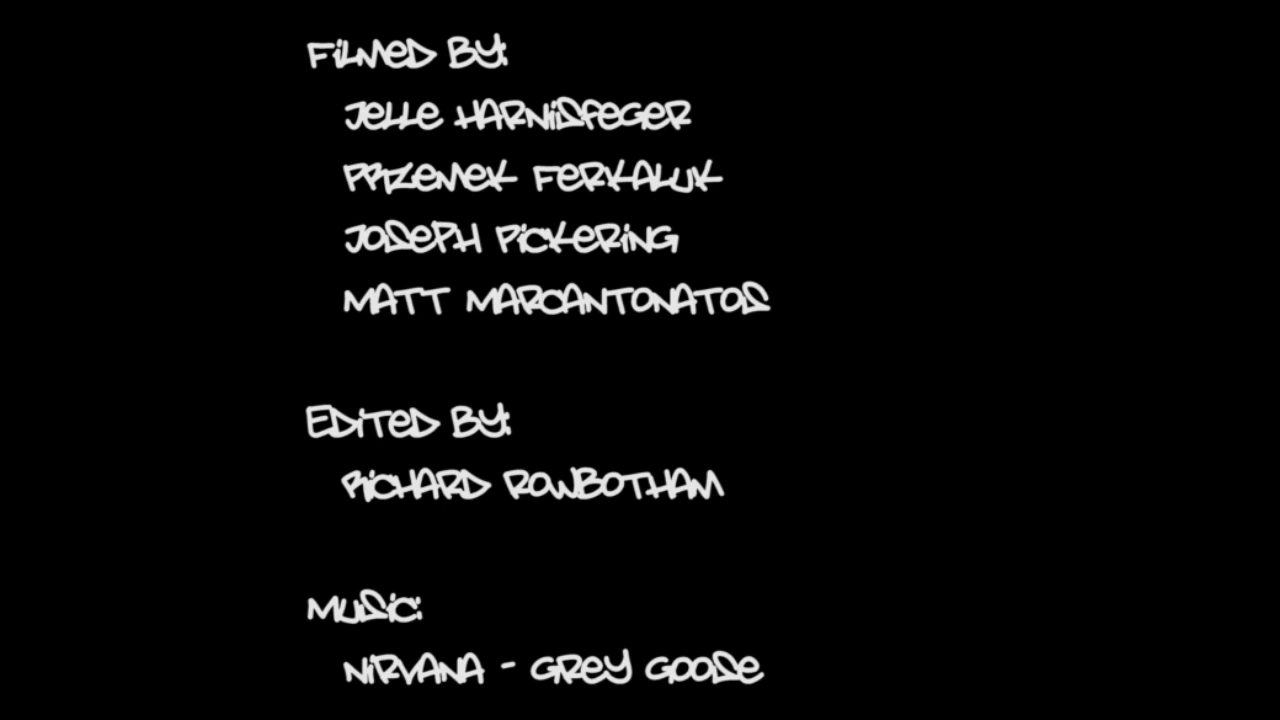 Filmed By:
Jelle Harnisfeger
Przemek Ferkaluk
Joseph Pickering
Matt Marcantonatos
Edited By:
Richard Rowbotham
Music:
Nirvana - Grey Goose